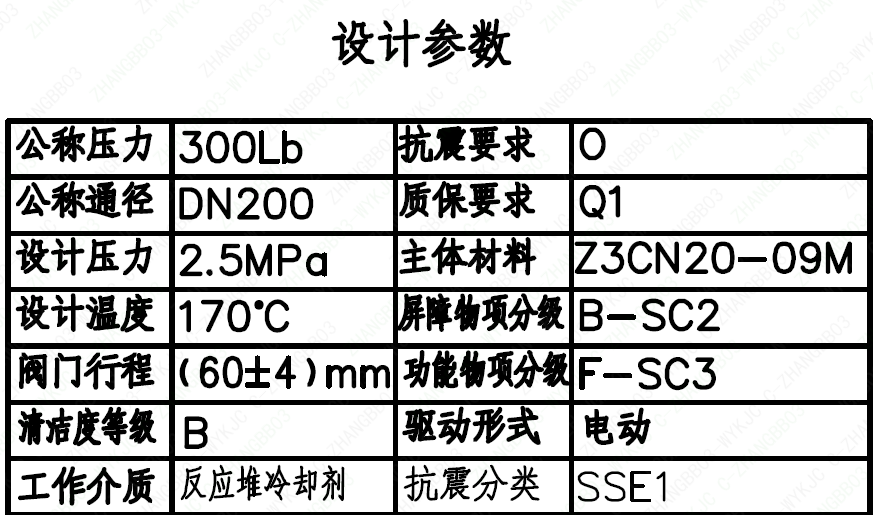 设计参数
公称压力 300Lb 抗震要求 O
公称通径 DN200 质保要求 Q1
设计压力 2.5MPa 主体材料 Z3CN20-09M
设计温度 170℃ 屏障物项分级 B-SC2
阀门行程 (60±4)mm 功能物项分级 F-SC3
清洁度等级 B 驱动形式 电动
工作介质 反应堆冷却剂 抗震分类 SSE1